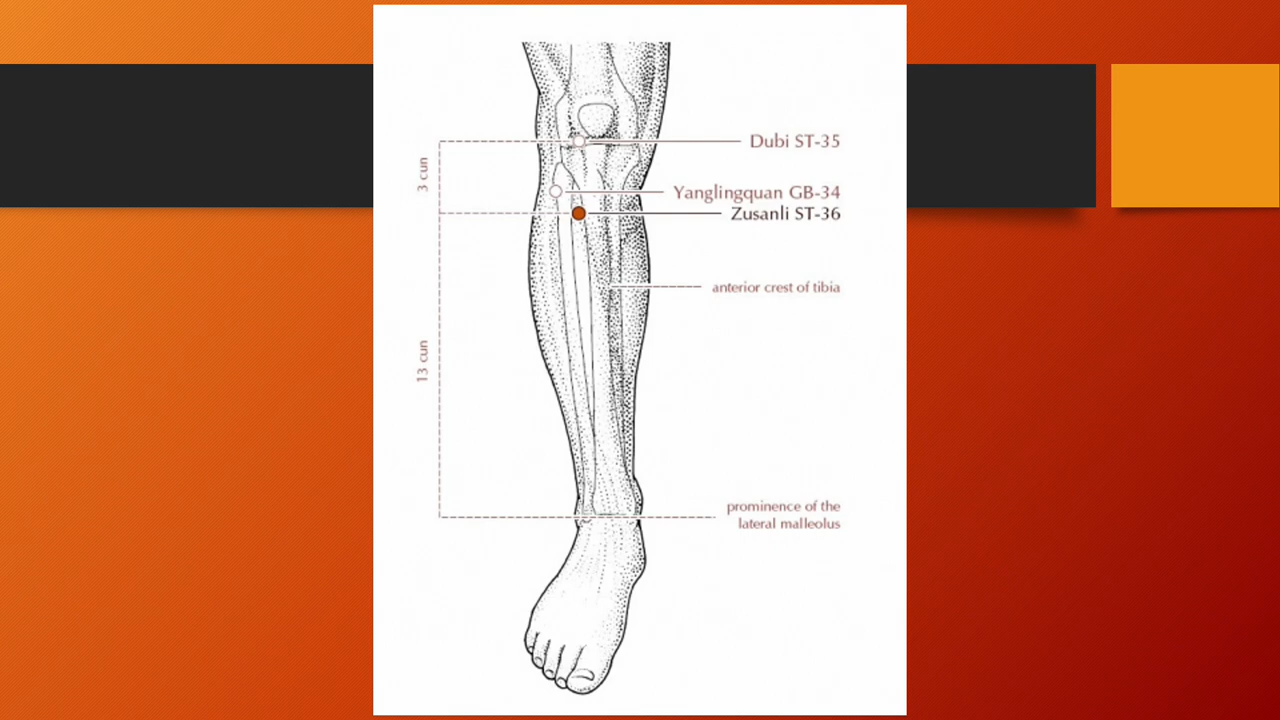 Dubi ST-35
3 cun
Yanglingquan GB-34
Zusanli ST-36
anterior crest of tibia
13 cun
prominence of the
lateral malleolus